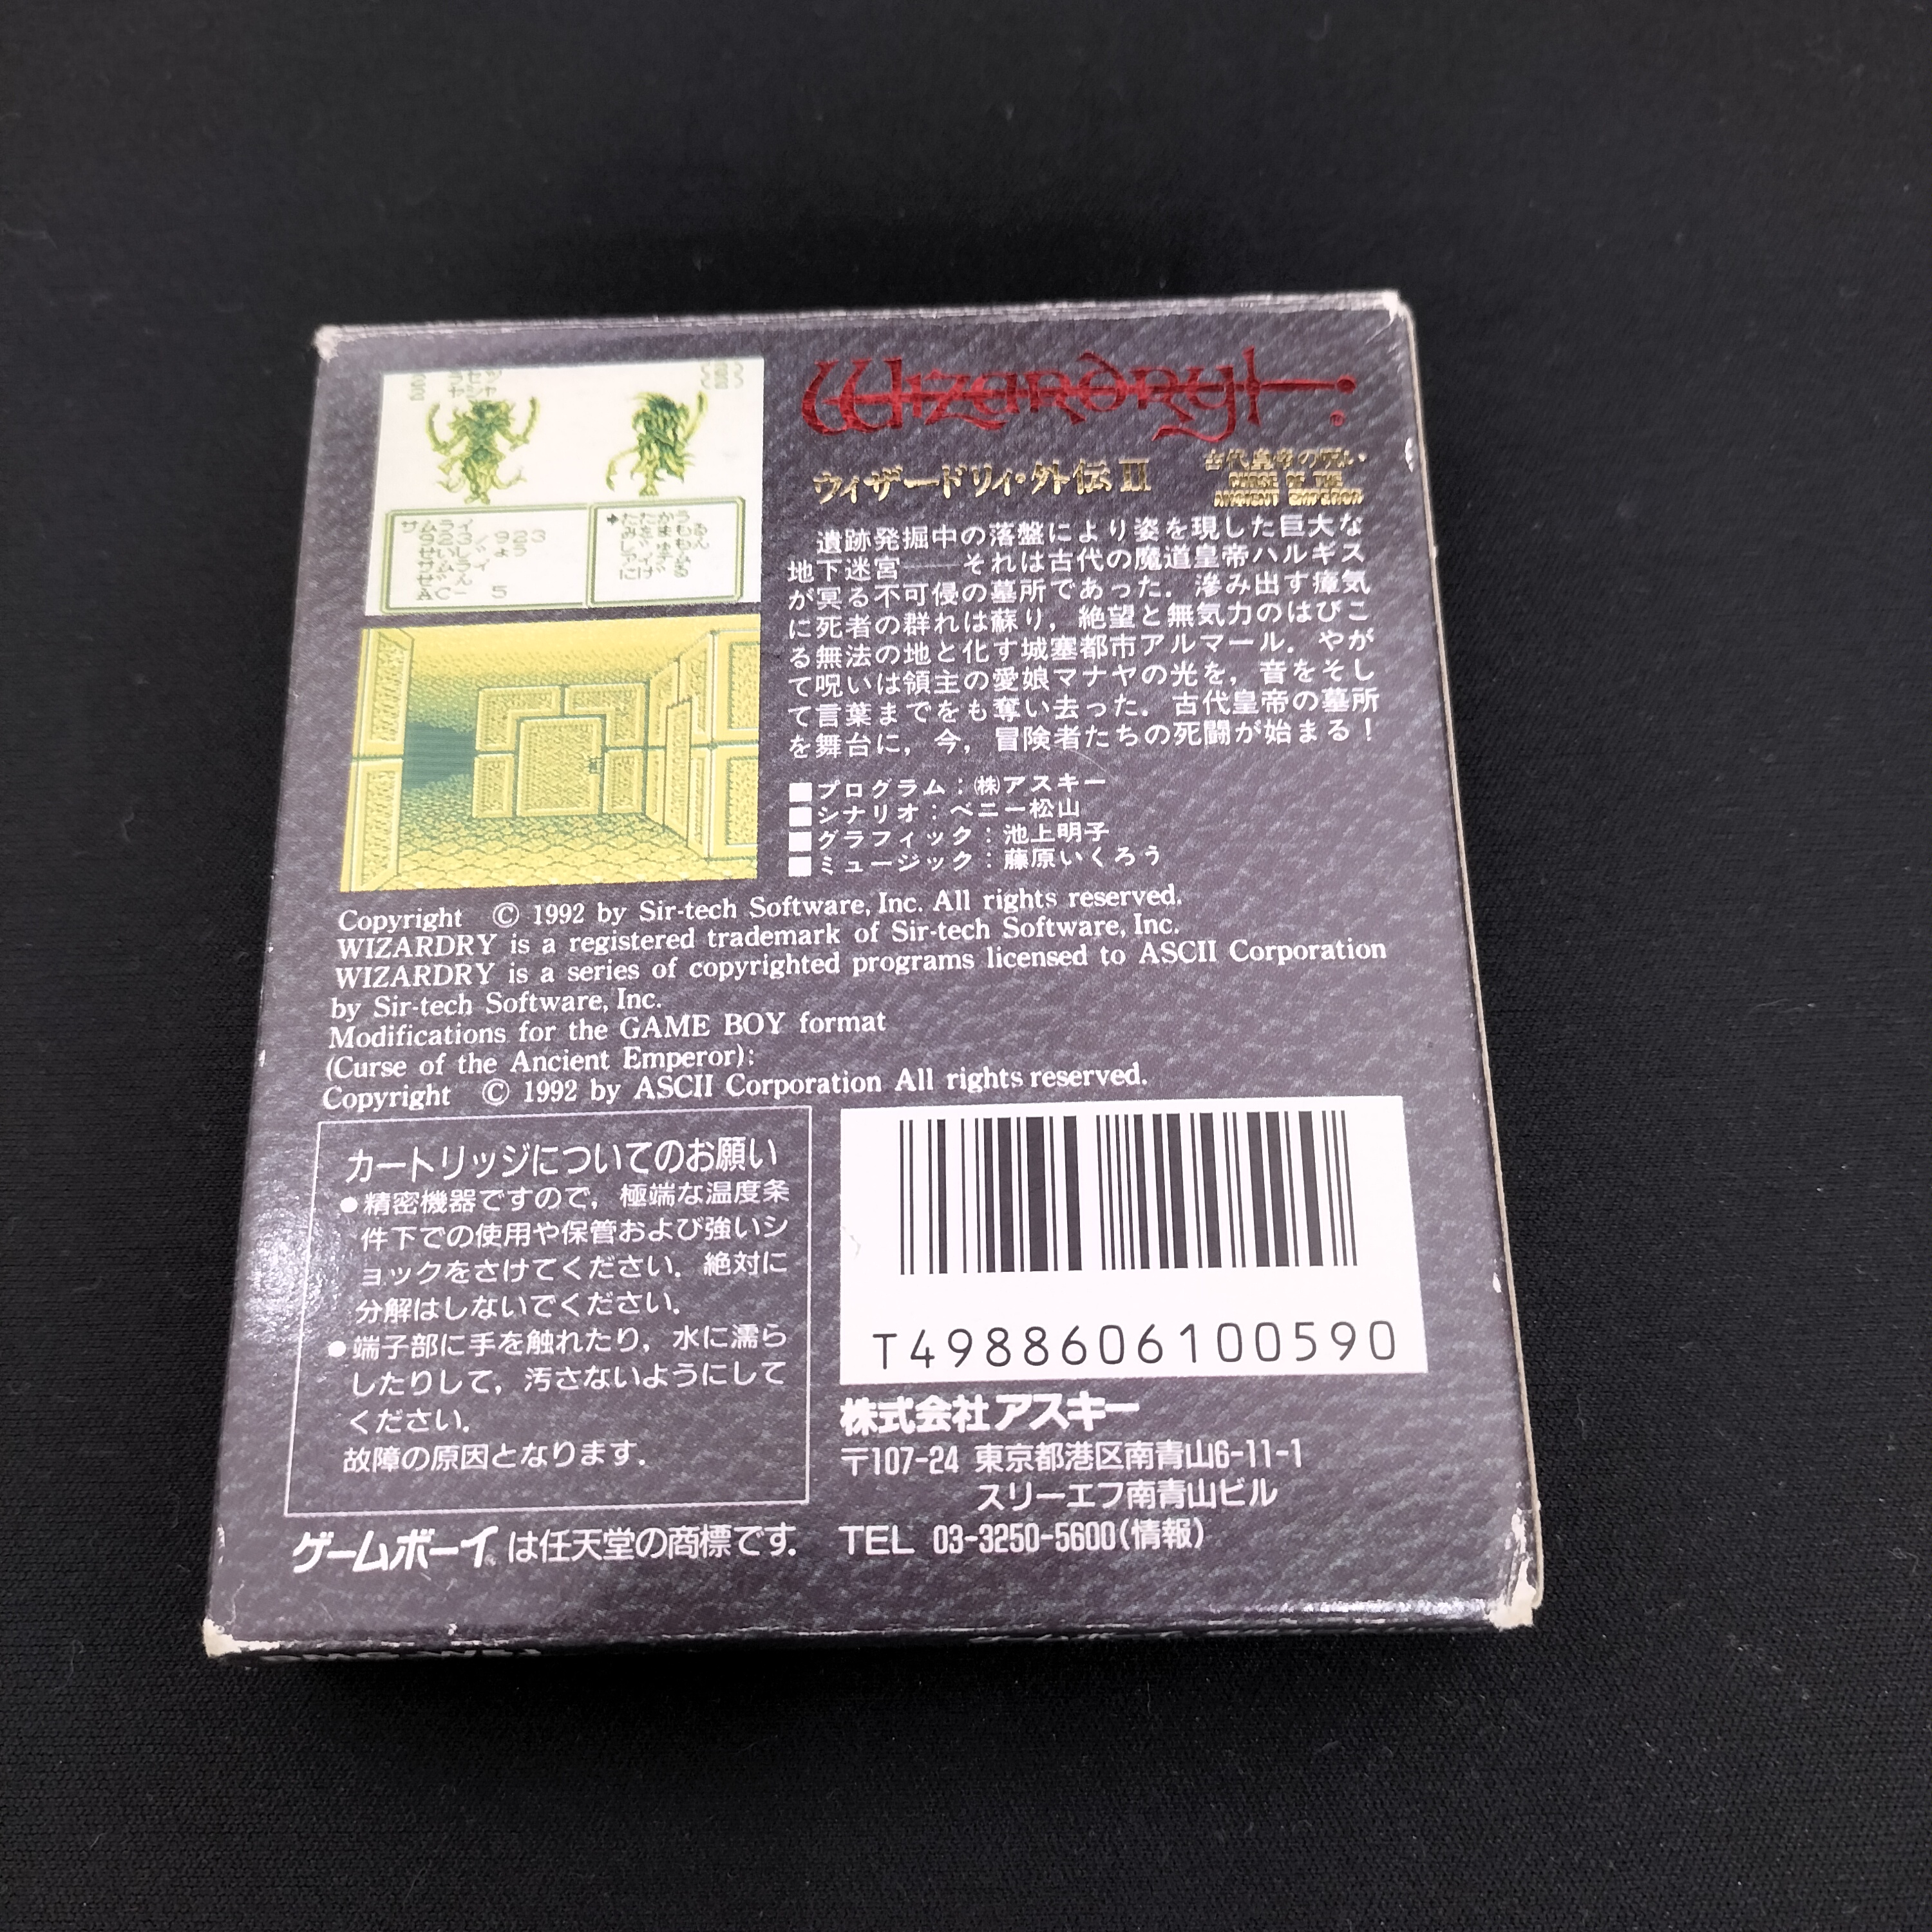 Wizardry
ウィザードリィ・外伝II
古代皇帝の呪い
CURSE OF THE
ANCIENT EMPEROR
サムライ
923/923
せいしょう
サムライ
ぜん
AC- 5
遺跡発掘中の落盤により姿を現した巨大な
地下迷宮──それは古代の魔道皇帝ハルギス
が冥る不可侵の墓所であった．滲み出す瘴気
に死者の群れは蘇り，絶望と無気力のはびこ
る無法の地と化す城塞都市アルマール．やが
て呪いは領主の愛娘マナヤの光を，音をそし
て言葉までをも奪い去った．古代皇帝の墓所
を舞台に，今，冒険者たちの死闘が始まる！
■プログラム：㈱アスキー
■シナリオ：ベニー松山
■グラフィック：池上明子
■ミュージック：藤原いくろう
Copyright © 1992 by Sir-tech Software, Inc. All rights reserved.
WIZARDRY is a registered trademark of Sir-tech Software, Inc.
WIZARDRY is a series of copyrighted programs licensed to ASCII Corporation
by Sir-tech Software, Inc.
Modifications for the GAME BOY format
(Curse of the Ancient Emperor):
Copyright © 1992 by ASCII Corporation All rights reserved.
カートリッジについてのお願い
●精密機器ですので，極端な温度条
件下での使用や保管および強いシ
ョックをさけてください．絶対に
分解はしないでください．
●端子部に手を触れたり，水に濡ら
したりして，汚さないようにして
ください．
故障の原因となります．
ゲームボーイは任天堂の商標です．
T4988606100590
株式会社アスキー
〒107-24 東京都港区南青山6-11-1
スリーエフ南青山ビル
TEL 03-3250-5600(情報)